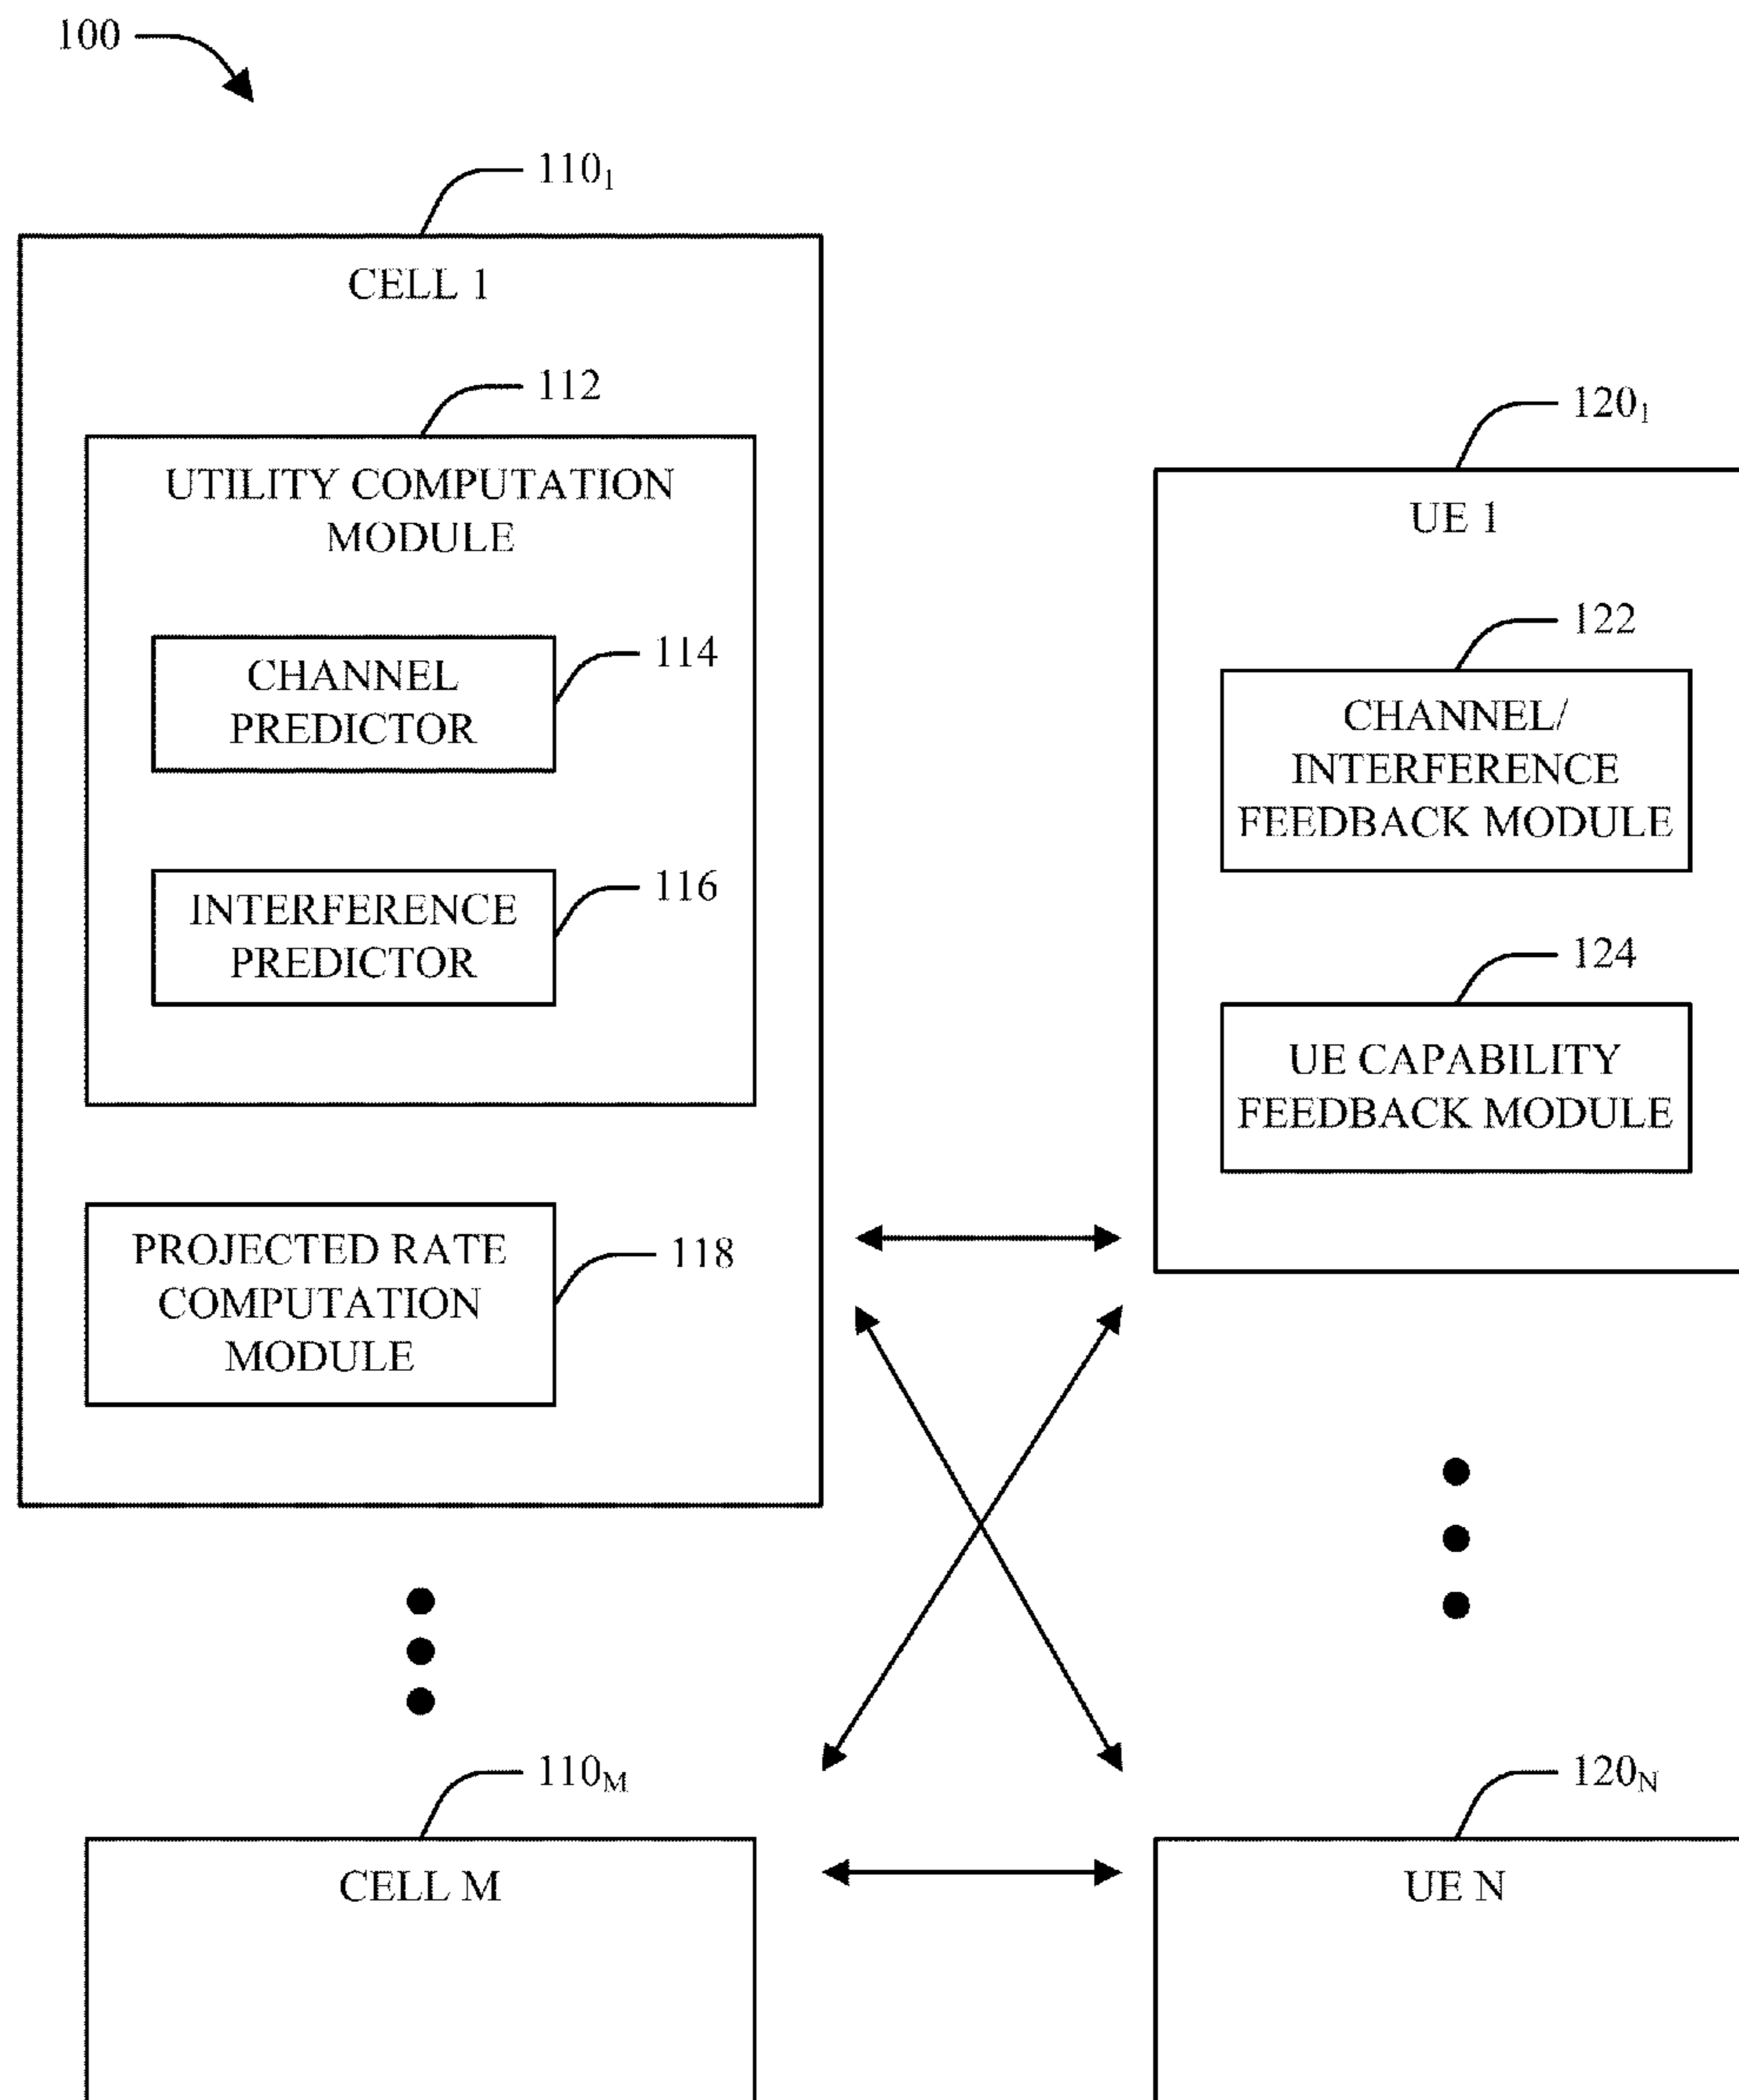 100
110₁
CELL 1
112
UTILITY COMPUTATION
MODULE
114
CHANNEL
PREDICTOR
116
INTERFERENCE
PREDICTOR
118
PROJECTED RATE
COMPUTATION
MODULE
120₁
UE 1
122
CHANNEL/
INTERFERENCE
FEEDBACK MODULE
124
UE CAPABILITY
FEEDBACK MODULE
110M
CELL M
120N
UE N